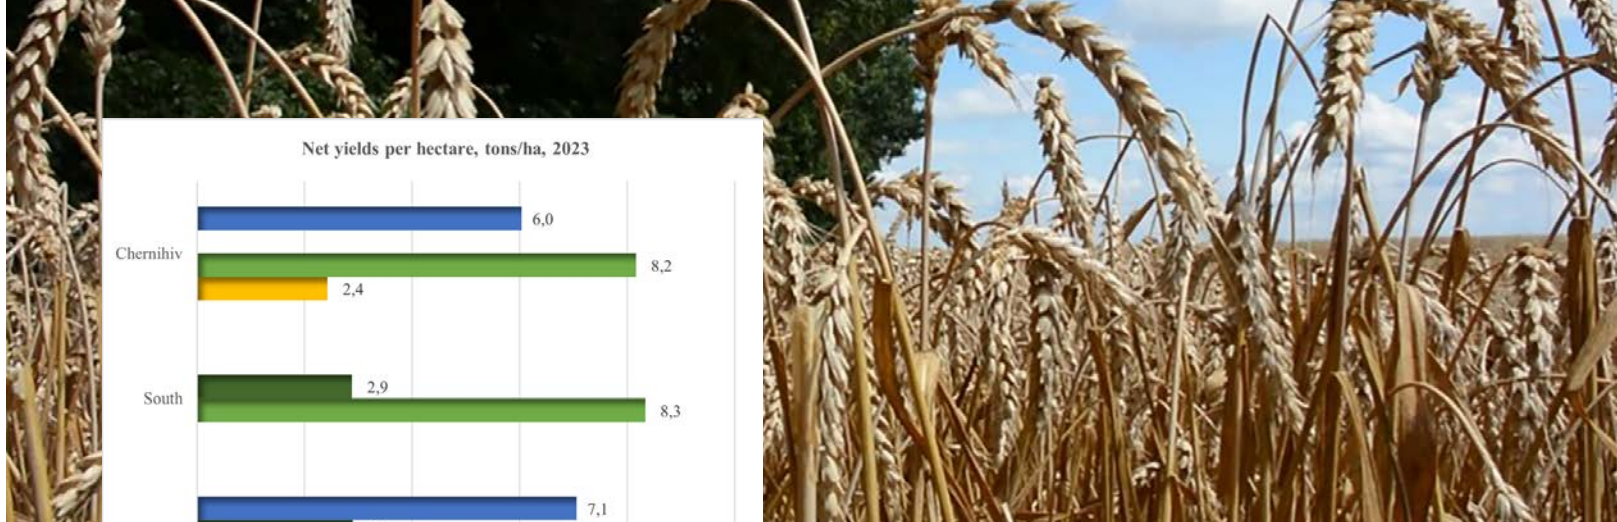 Net yields per hectare, tons/ha, 2023
6,0
Chernihiv
8,2
2,4
2,9
South
8,3
7,1